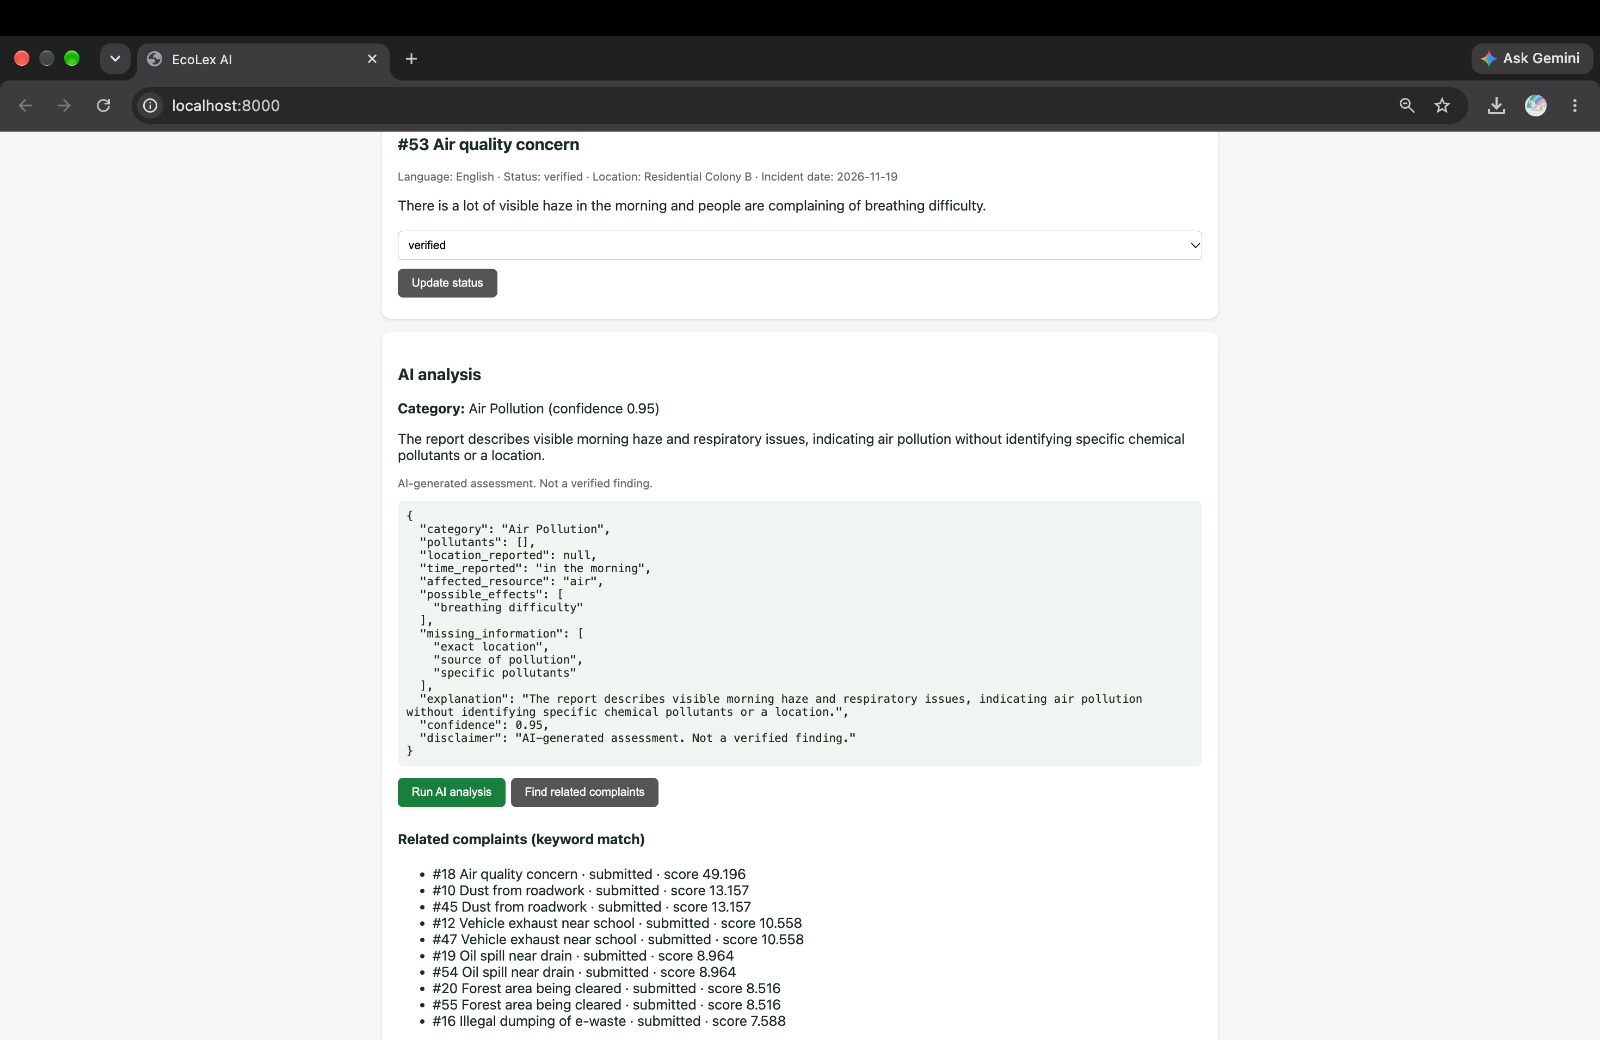 EcoLex AI
Ask Gemini
localhost:8000
#53 Air quality concern
Language: English · Status: verified · Location: Residential Colony B · Incident date: 2026-11-19
There is a lot of visible haze in the morning and people are complaining of breathing difficulty.
verified
Update status
AI analysis
Category: Air Pollution (confidence 0.95)
The report describes visible morning haze and respiratory issues, indicating air pollution without identifying specific chemical
pollutants or a location.
AI-generated assessment. Not a verified finding.
{
  "category": "Air Pollution",
  "pollutants": [],
  "location_reported": null,
  "time_reported": "in the morning",
  "affected_resource": "air",
  "possible_effects": [
    "breathing difficulty"
  ],
  "missing_information": [
    "exact location",
    "source of pollution",
    "specific pollutants"
  ],
  "explanation": "The report describes visible morning haze and respiratory issues, indicating air pollution
without identifying specific chemical pollutants or a location.",
  "confidence": 0.95,
  "disclaimer": "AI-generated assessment. Not a verified finding."
}
Run AI analysis
Find related complaints
Related complaints (keyword match)
• #18 Air quality concern · submitted · score 49.196
• #10 Dust from roadwork · submitted · score 13.157
• #45 Dust from roadwork · submitted · score 13.157
• #12 Vehicle exhaust near school · submitted · score 10.558
• #47 Vehicle exhaust near school · submitted · score 10.558
• #19 Oil spill near drain · submitted · score 8.964
• #54 Oil spill near drain · submitted · score 8.964
• #20 Forest area being cleared · submitted · score 8.516
• #55 Forest area being cleared · submitted · score 8.516
• #16 Illegal dumping of e-waste · submitted · score 7.588